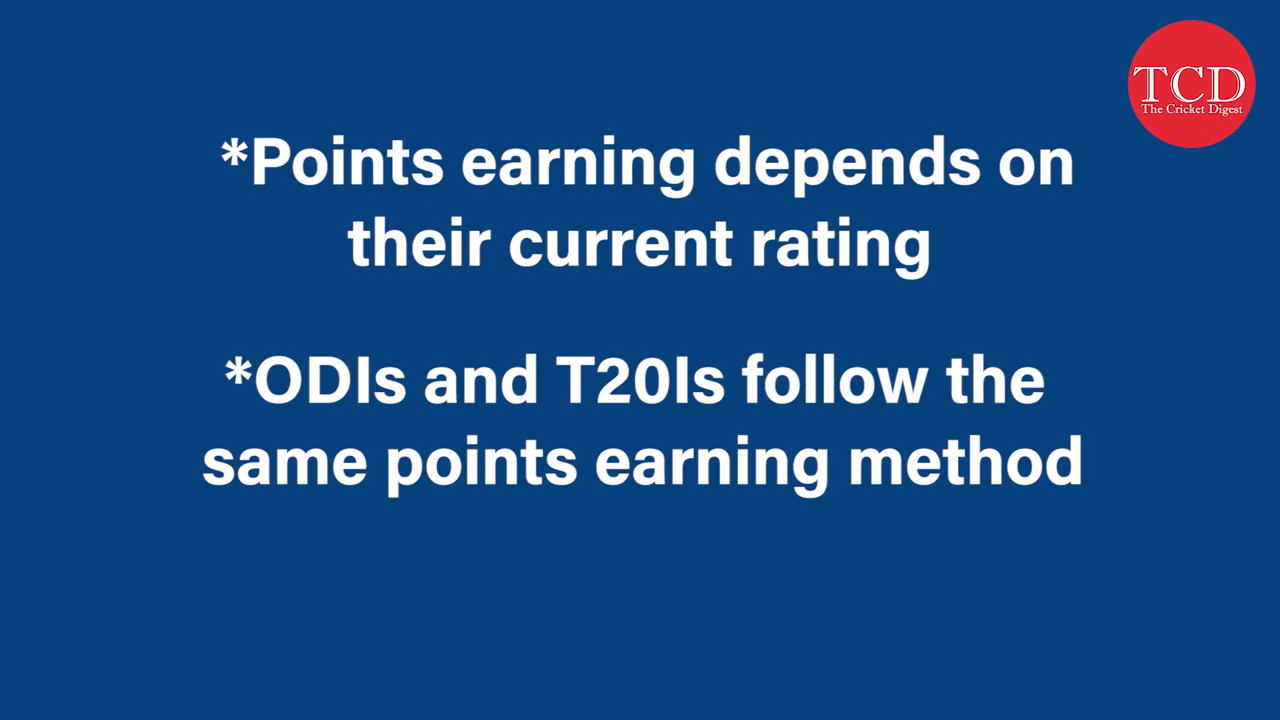 TCD
The Cricket Digest
*Points earning depends on
their current rating
*ODIs and T20Is follow the
same points earning method